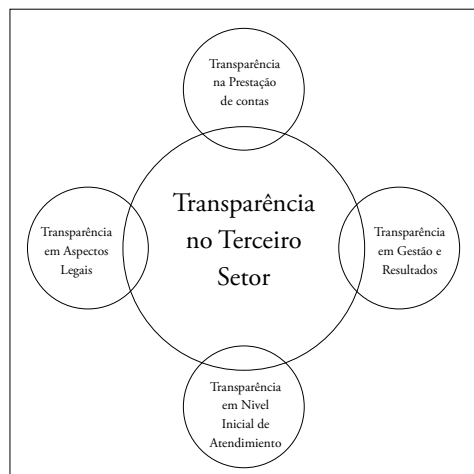 Transparência
na Prestação
de contas
Transparência
no Terceiro
Setor
Transparência
em Aspectos
Legais
Transparência
em Gestão e
Resultados
Transparência
em Nivel
Inicial de
Atendimento